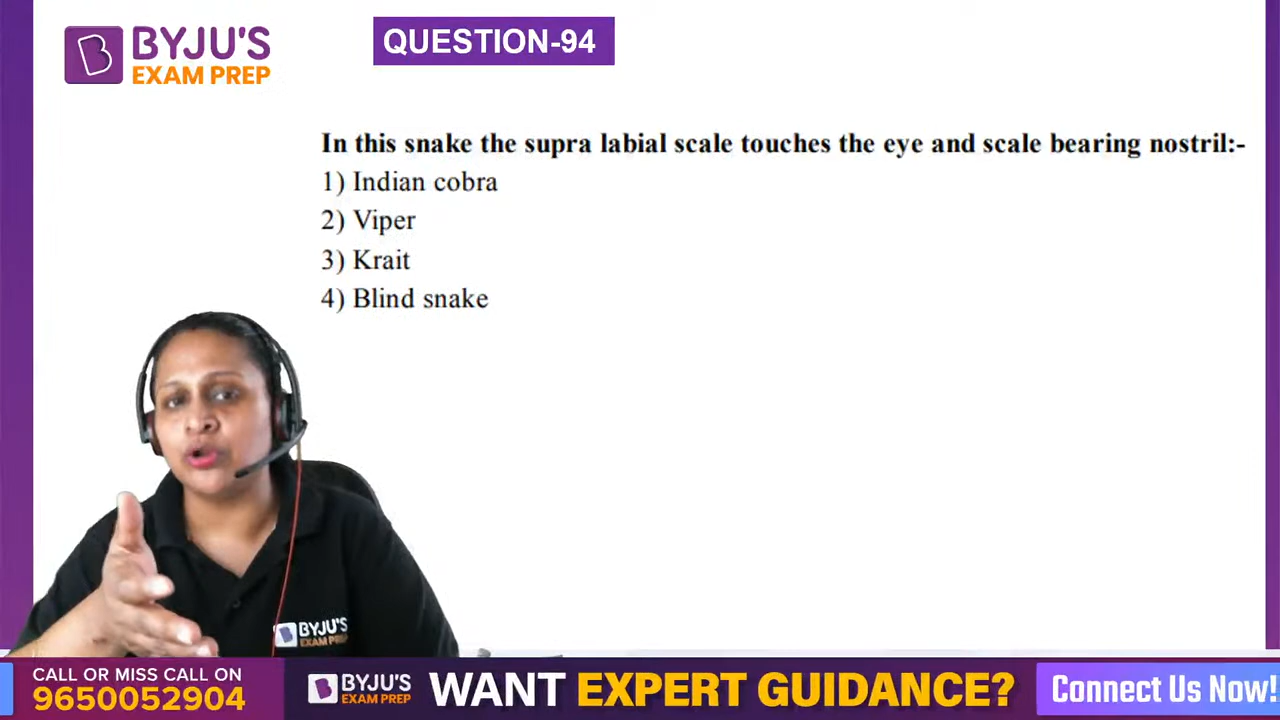 BYJU'S
EXAM PREP
QUESTION-94
In this snake the supra labial scale touches the eye and scale bearing nostril:-
1) Indian cobra
2) Viper
3) Krait
4) Blind snake
BYJU'S
EXAM PREP
CALL OR MISS CALL ON
9650052904
BYJU'S
EXAM PREP
WANT EXPERT GUIDANCE?
Connect Us Now!